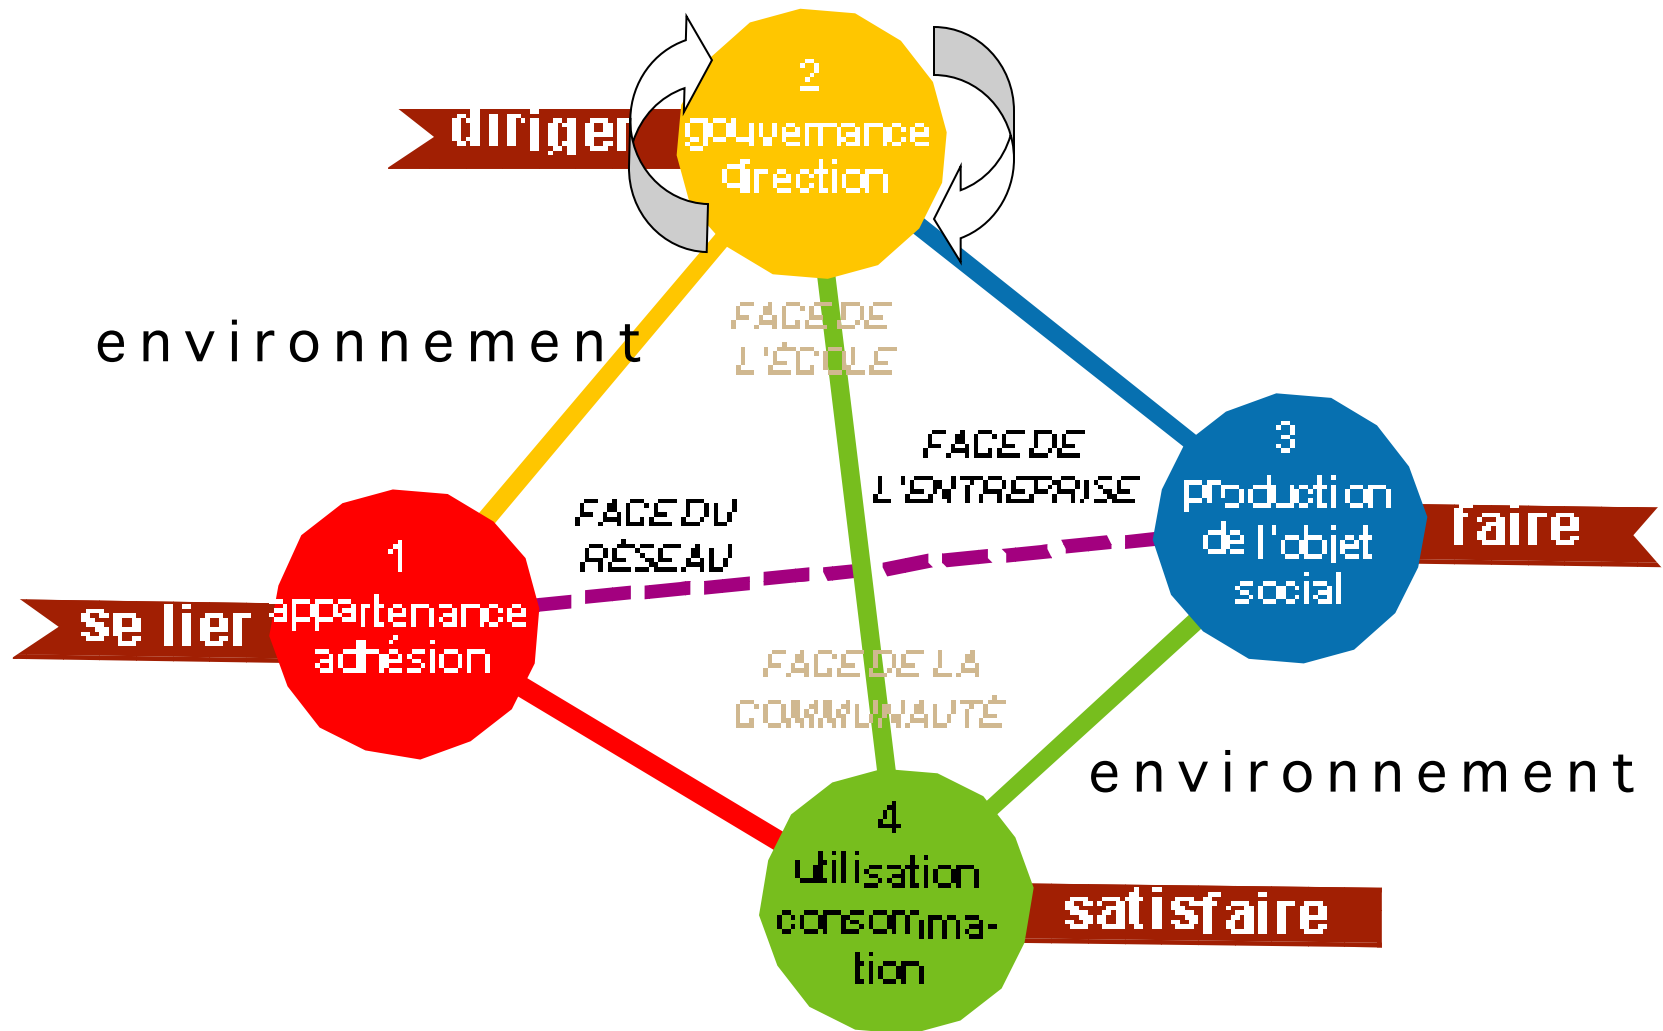 2
gouvernance
direction
diriger
FACE DE
L'ÉCOLE
environnement
FACE DE
L'ENTREPRISE
3
production
de l'objet
social
faire
FACE DU
RÉSEAU
1
appartenance
adhésion
se lier
FACE DE LA
COMMUNAUTÉ
environnement
4
utilisation
consomma-
tion
satisfaire